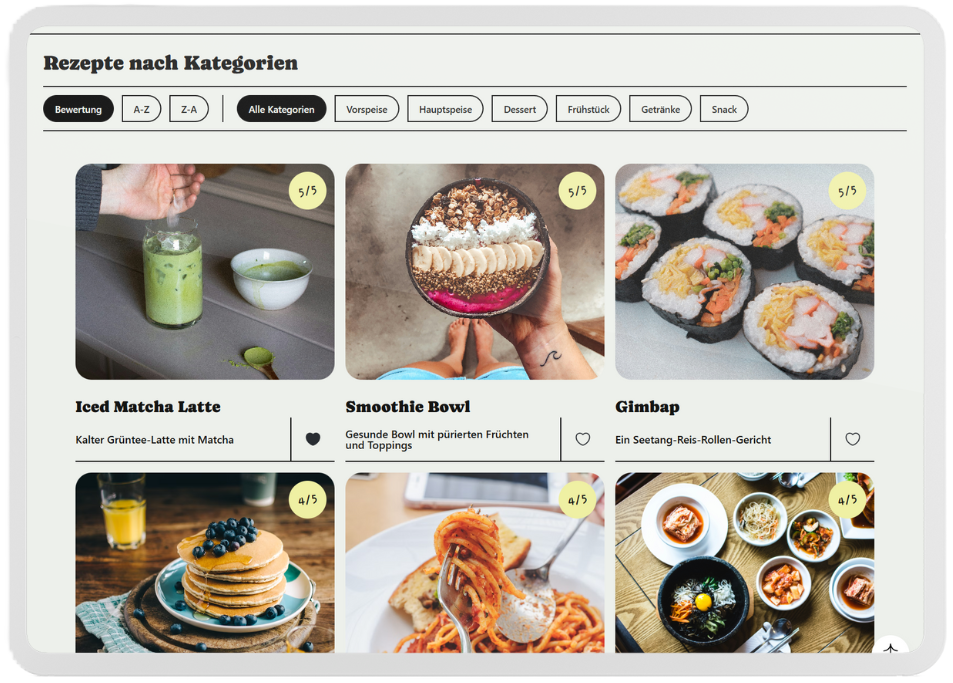 Rezepte nach Kategorien
Bewertung A-Z Z-A Alle Kategorien Vorspeise Hauptspeise Dessert Frühstück Getränke Snack
5/5 5/5 5/5
Iced Matcha Latte
Kalter Grüntee-Latte mit Matcha
Smoothie Bowl
Gesunde Bowl mit pürierten Früchten
und Toppings
Gimbap
Ein Seetang-Reis-Rollen-Gericht
4/5 4/5 4/5